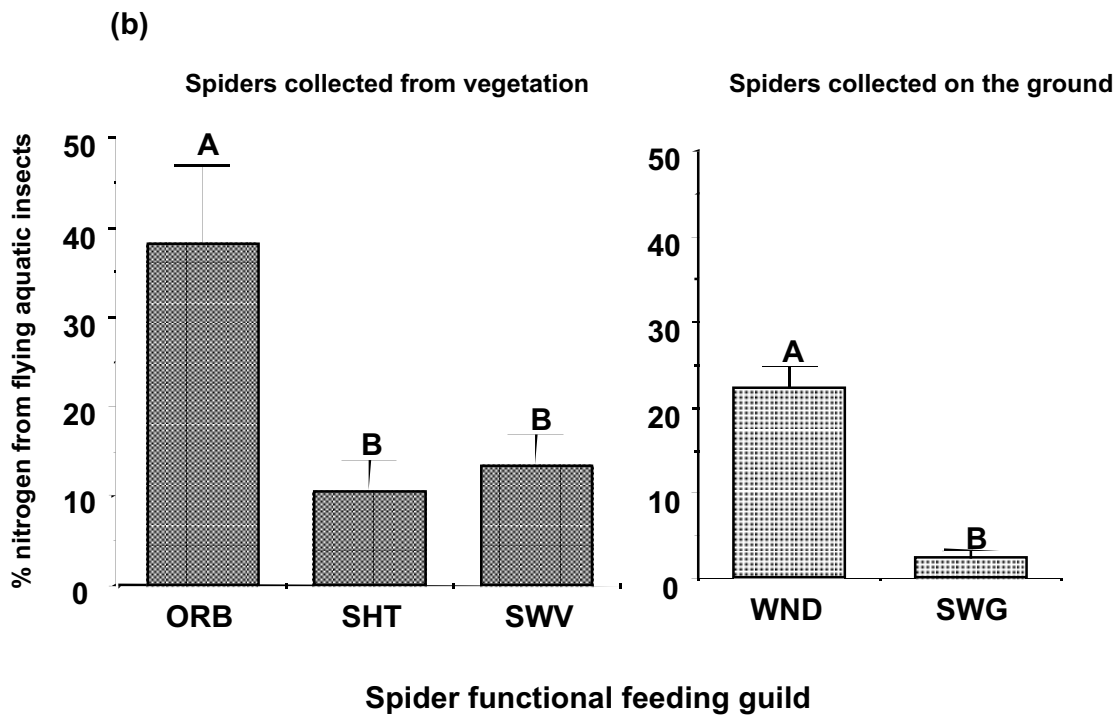 (b)
Spiders collected from vegetation
% nitrogen from flying aquatic insects
50
40
30
20
10
0
A
B
B
ORB SHT SWV
Spiders collected on the ground
50
40
30
20
10
0
A
B
WND SWG
Spider functional feeding guild